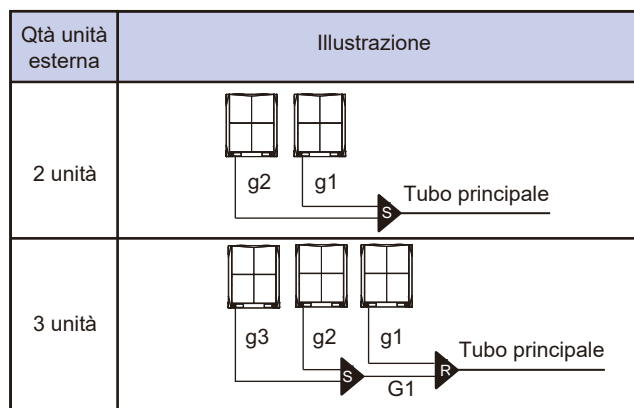 Qtà unità
esterna
Illustrazione
2 unità
g2
g1
S
Tubo principale
3 unità
g3
g2
g1
S
G1
R
Tubo principale